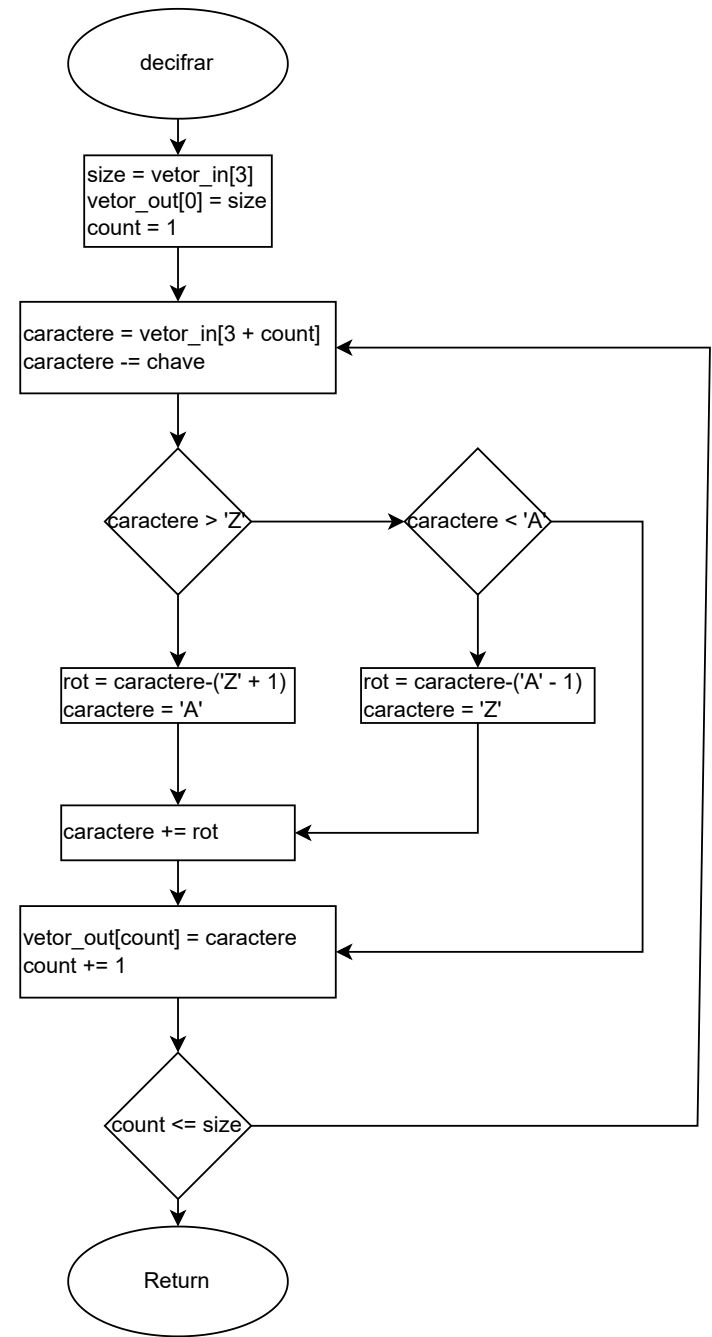 decifrar
size = vetor_in[3]
vetor_out[0] = size
count = 1
caractere = vetor_in[3 + count]
caractere -= chave
caractere > 'Z'
caractere < 'A'
rot = caractere-('Z' + 1)
caractere = 'A'
rot = caractere-('A' - 1)
caractere = 'Z'
caractere += rot
vetor_out[count] = caractere
count += 1
count <= size
Return